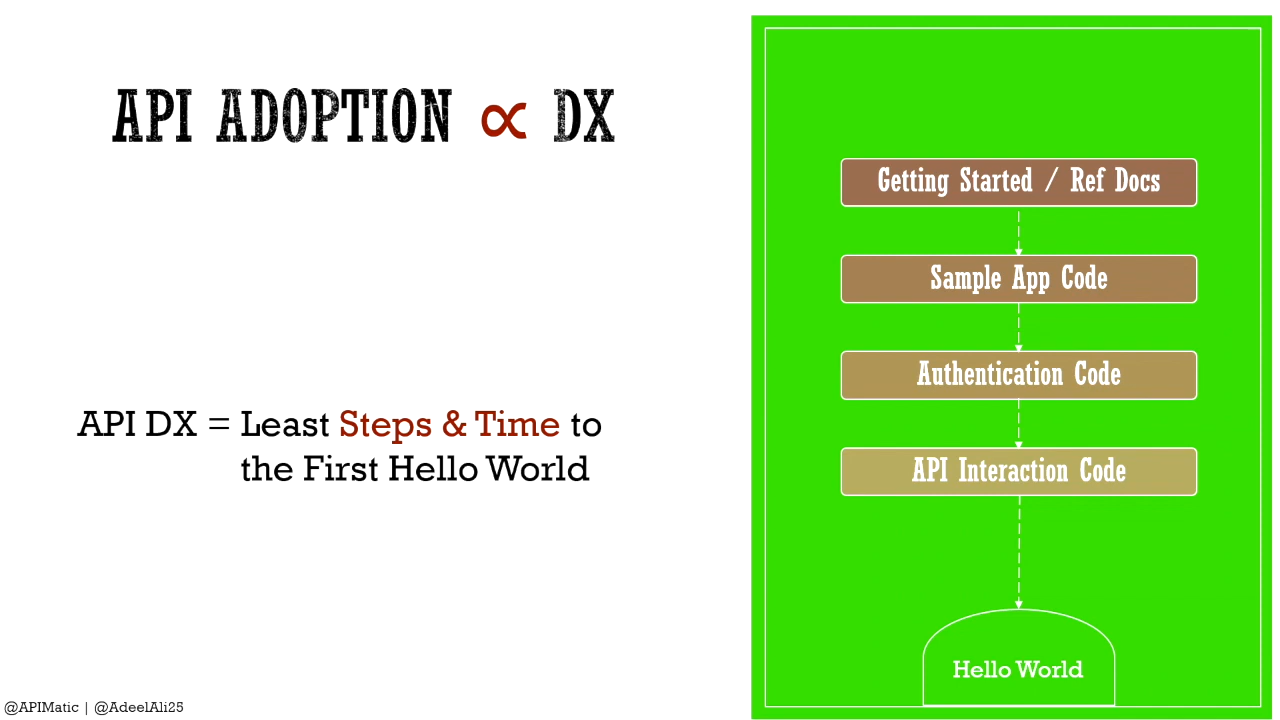 API ADOPTION ∝ DX
API DX = Least Steps & Time to
the First Hello World
Getting Started / Ref Docs
Sample App Code
Authentication Code
API Interaction Code
Hello World
@APIMatic | @AdeelAli25